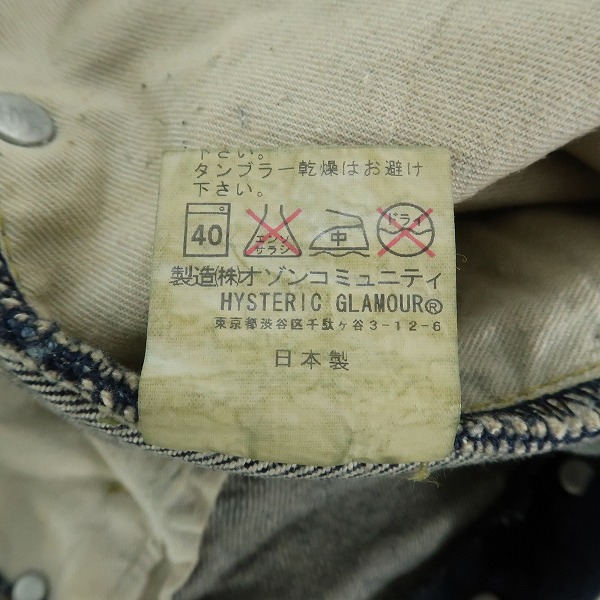 下さい。
タンブラー乾燥はお避け
下さい。
40 エンソ サラシ 中 ドライ
製造(株)オゾンコミュニティ
HYSTERIC GLAMOUR®
東京都渋谷区千駄ヶ谷3-12-6
日本製